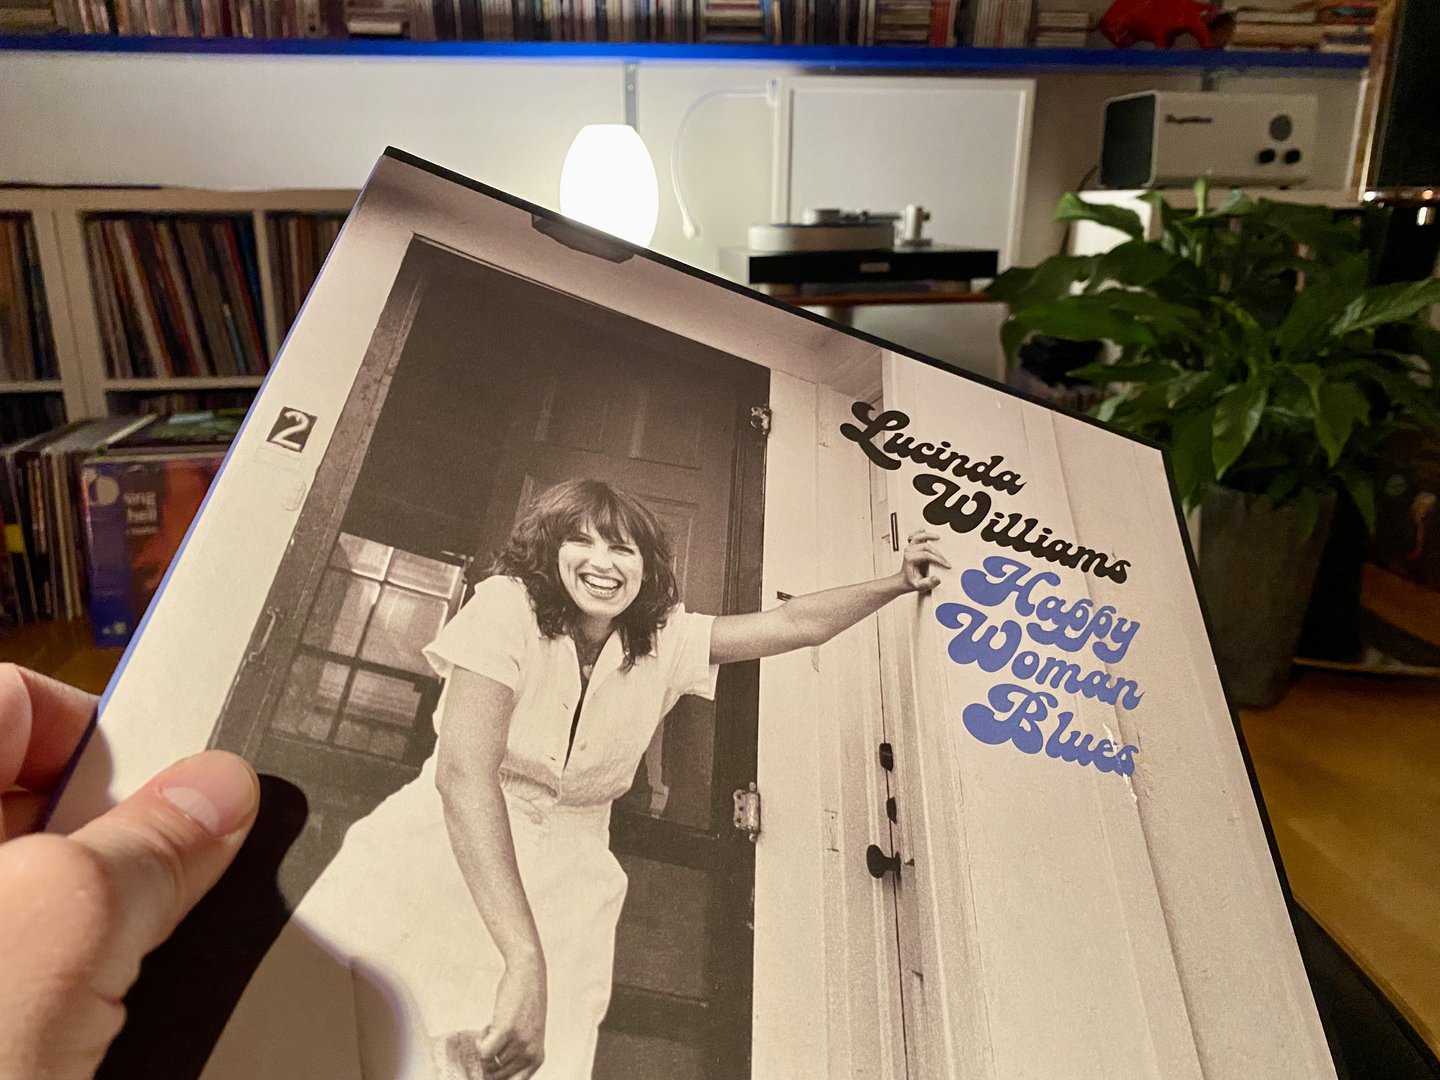 2
Lucinda
Williams
Happy
Woman
Blues